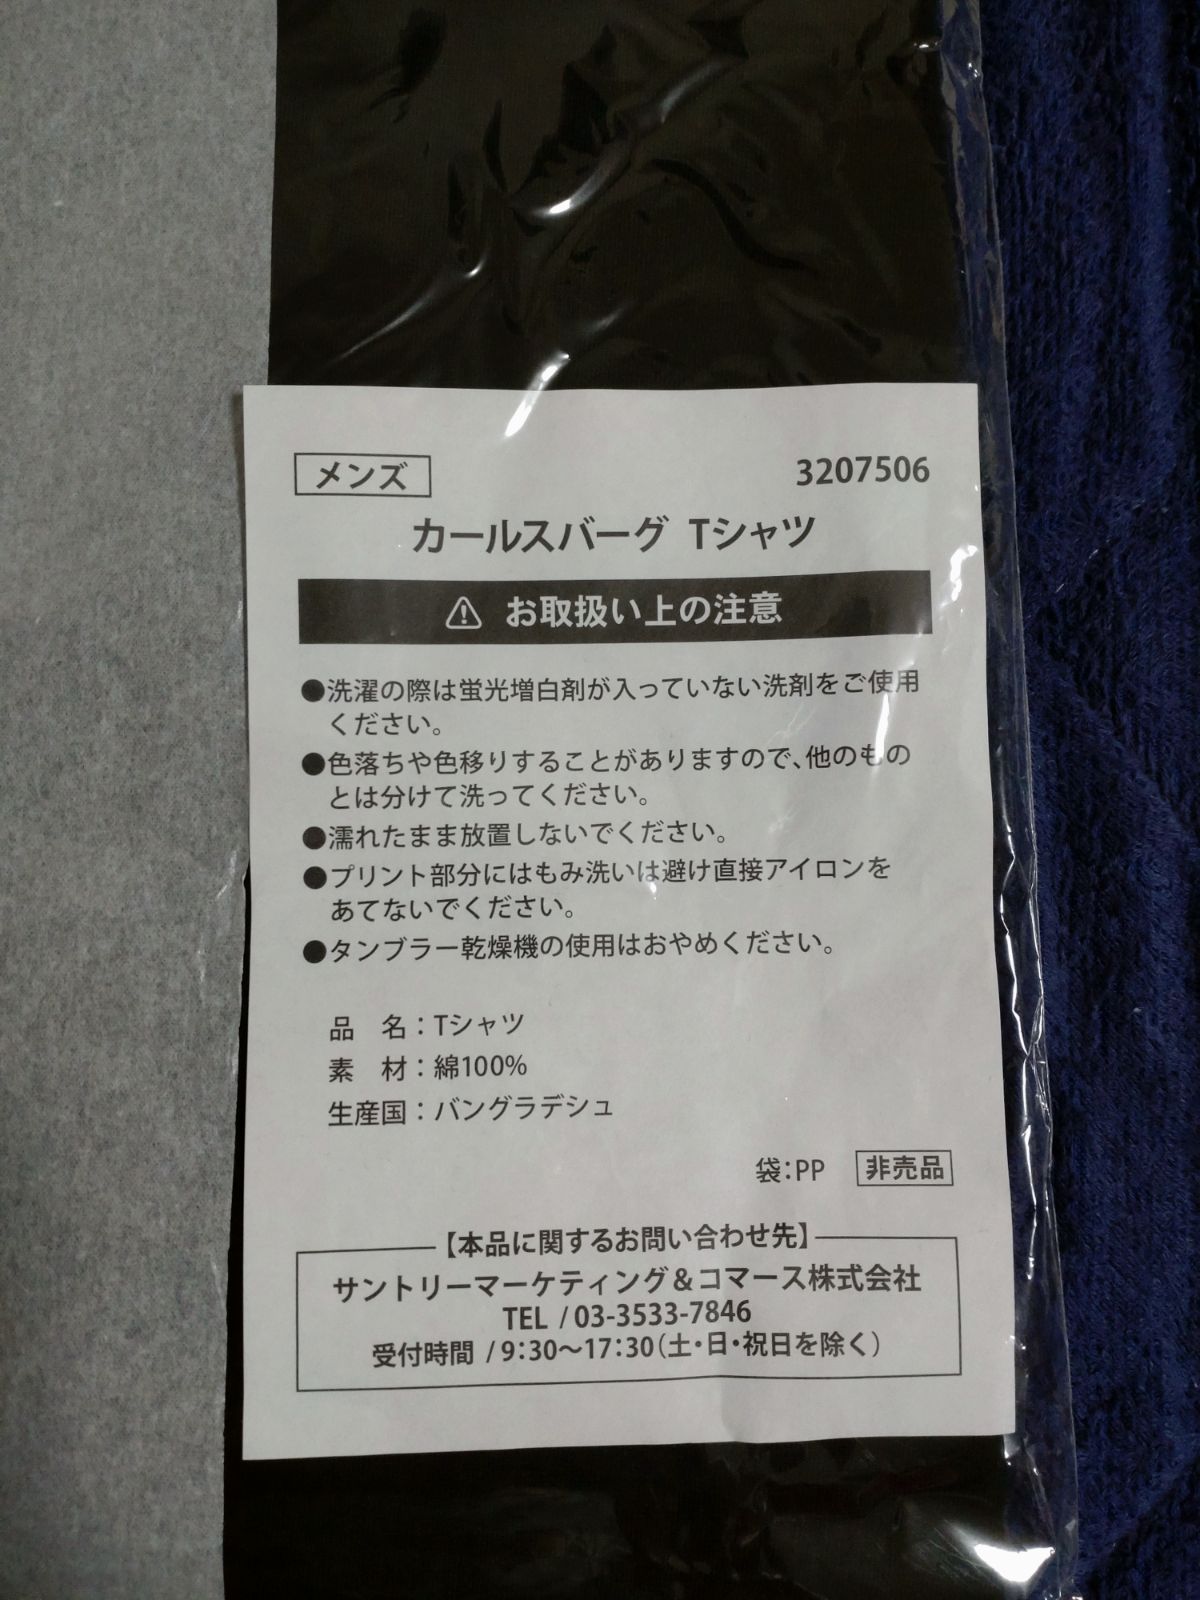 メンズ
3207506
カールスバーグ Tシャツ
お取扱い上の注意
●洗濯の際は蛍光増白剤が入っていない洗剤をご使用
ください。
●色落ちや色移りすることがありますので、他のもの
とは分けて洗ってください。
●濡れたまま放置しないでください。
●プリント部分にはもみ洗いは避け直接アイロンを
あてないでください。
●タンブラー乾燥機の使用はおやめください。
品　名：Tシャツ
素　材：綿100%
生産国：バングラデシュ
袋：PP 非売品
【本品に関するお問い合わせ先】
サントリーマーケティング＆コマース株式会社
TEL / 03-3533-7846
受付時間 / 9：30～17：30（土・日・祝日を除く）